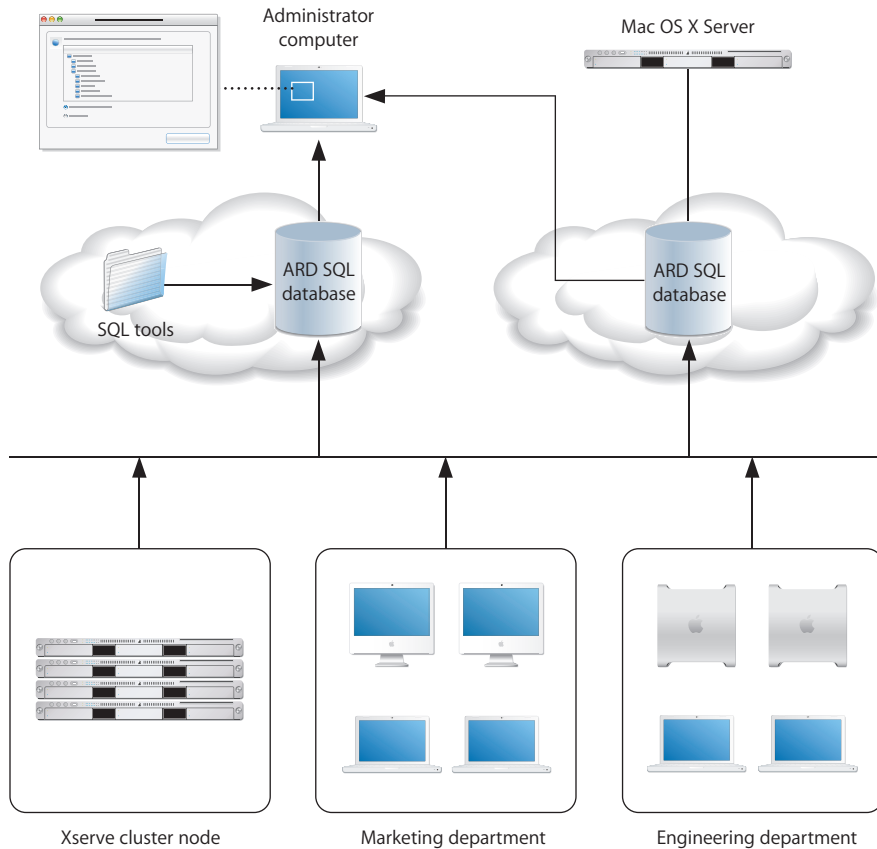 Administrator
computer
Mac OS X Server
ARD SQL
database
SQL tools
ARD SQL
database
Xserve cluster node
Marketing department
Engineering department